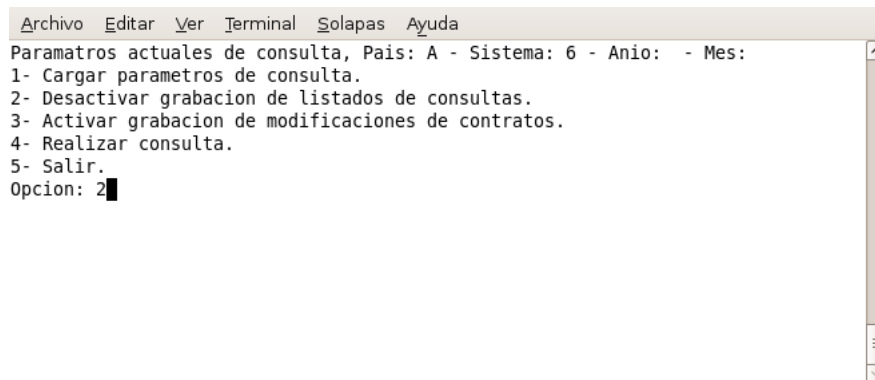 Archivo Editar Ver Terminal Solapas Ayuda
Paramatros actuales de consulta, Pais: A - Sistema: 6 - Anio:  - Mes:
1- Cargar parametros de consulta.
2- Desactivar grabacion de listados de consultas.
3- Activar grabacion de modificaciones de contratos.
4- Realizar consulta.
5- Salir.
Opcion: 2